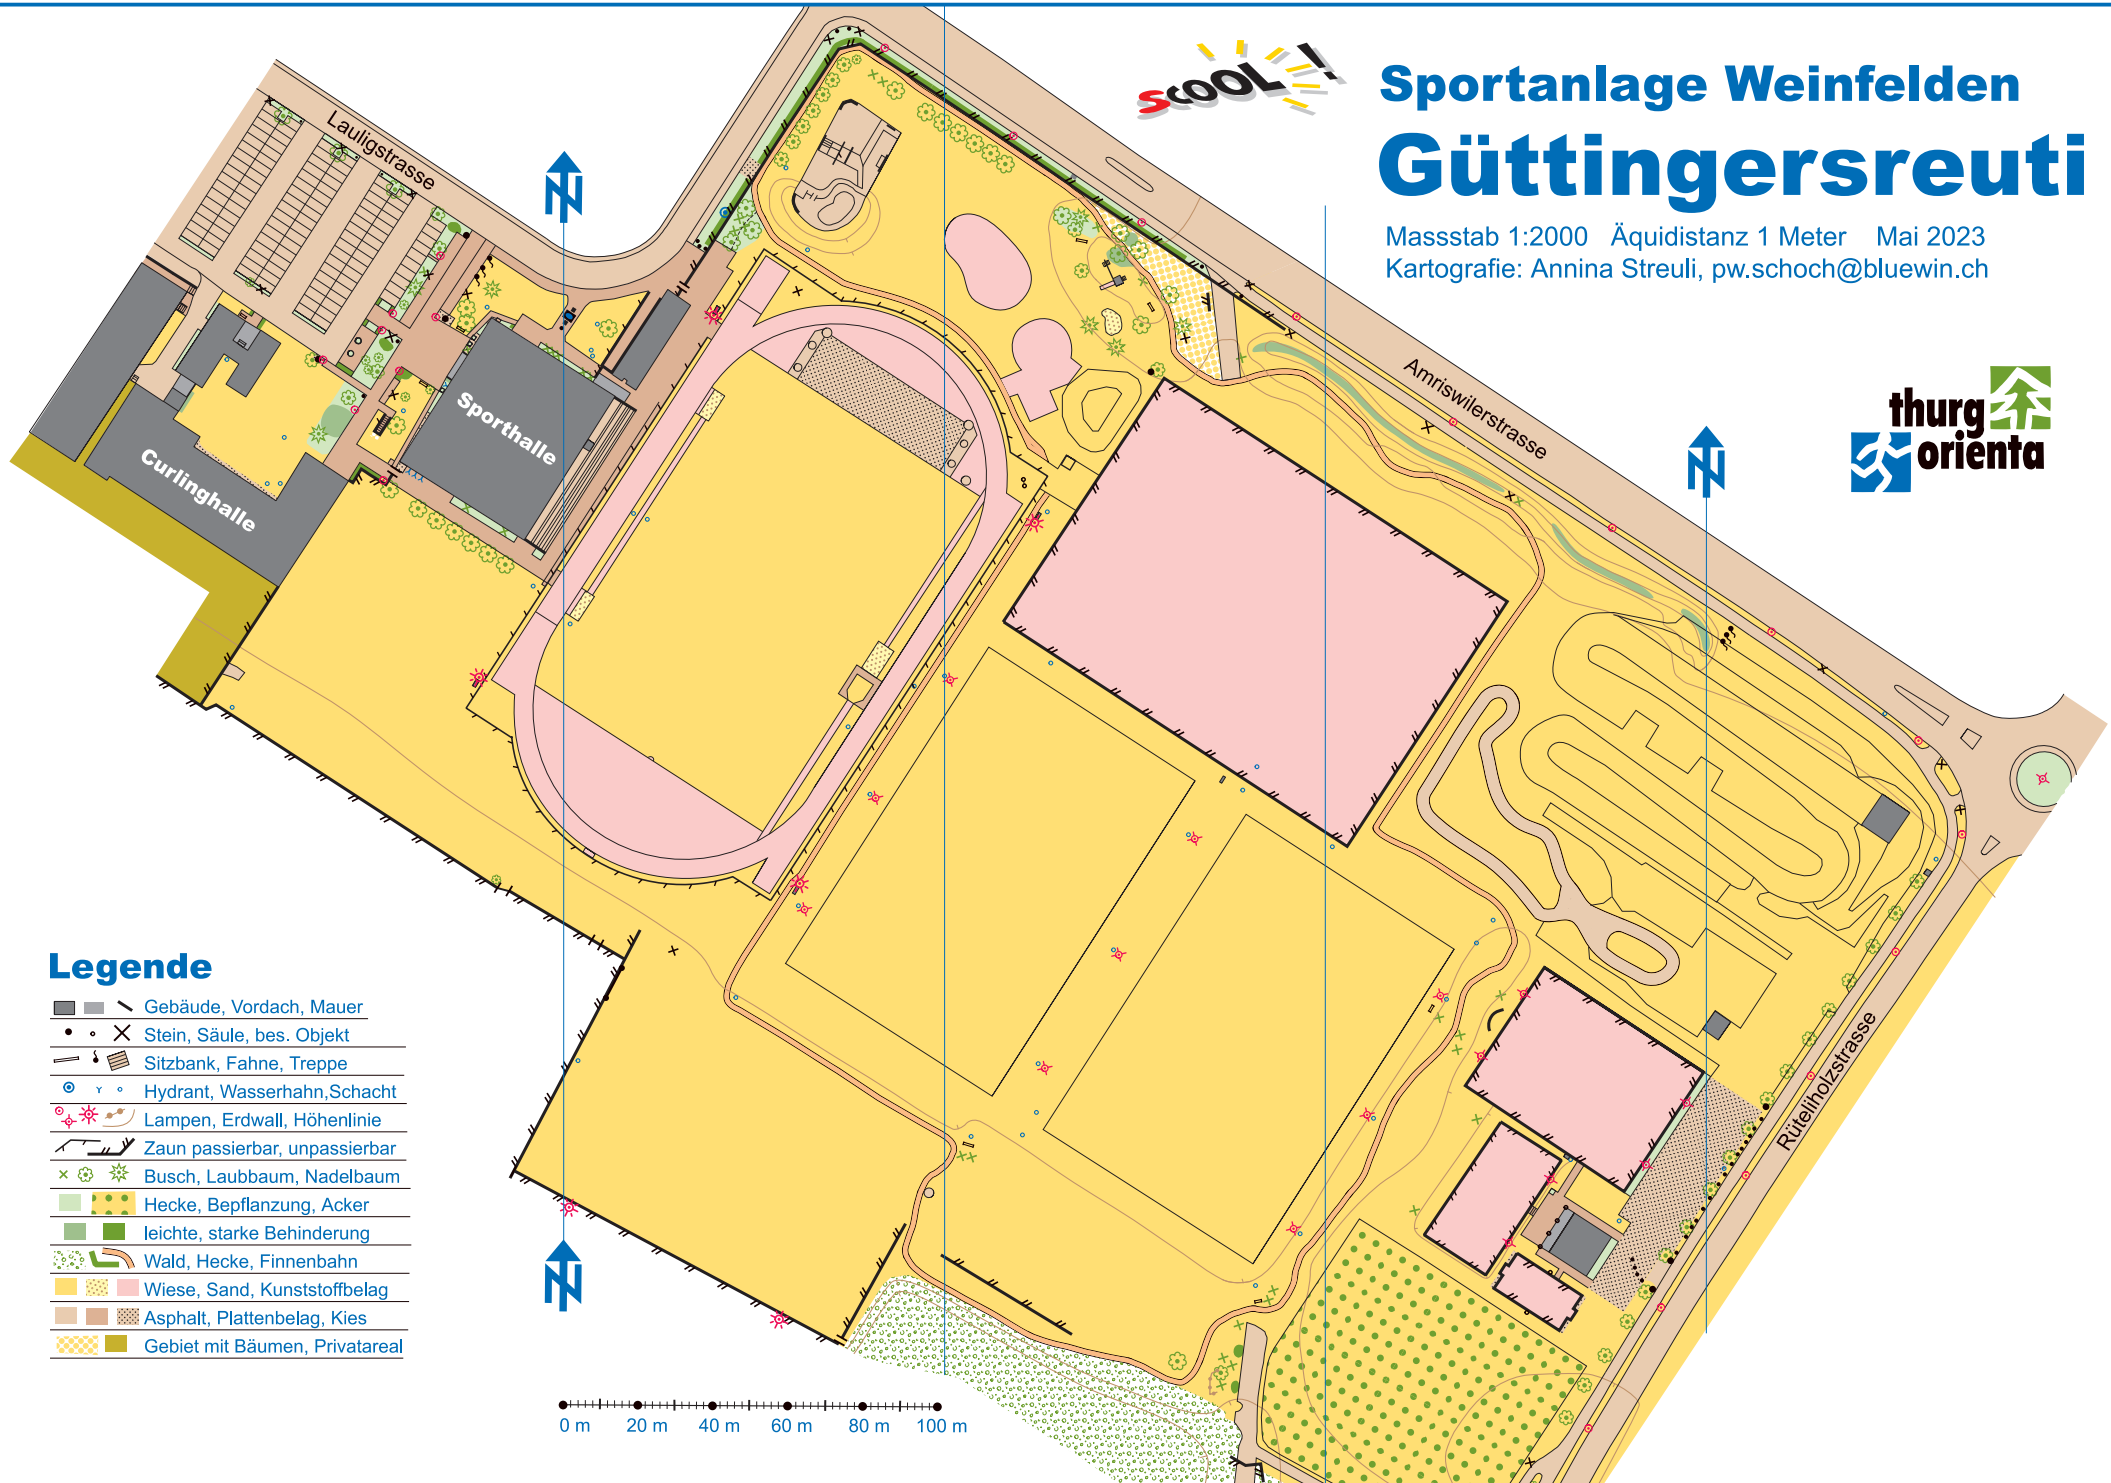 scool!
Sportanlage Weinfelden
Güttingersreuti
Massstab 1:2000 Äquidistanz 1 Meter Mai 2023
Kartografie: Annina Streuli, pw.schoch@bluewin.ch
Lauligstrasse
N
Amriswilerstrasse
thurg
orienta
Sporthalle
Curlinghalle
N
Rüteliholzstrasse
N
Legende
Gebäude, Vordach, Mauer
Stein, Säule, bes. Objekt
Sitzbank, Fahne, Treppe
Hydrant, Wasserhahn,Schacht
Lampen, Erdwall, Höhenlinie
Zaun passierbar, unpassierbar
Busch, Laubbaum, Nadelbaum
Hecke, Bepflanzung, Acker
leichte, starke Behinderung
Wald, Hecke, Finnenbahn
Wiese, Sand, Kunststoffbelag
Asphalt, Plattenbelag, Kies
Gebiet mit Bäumen, Privatareal
0 m 20 m 40 m 60 m 80 m 100 m